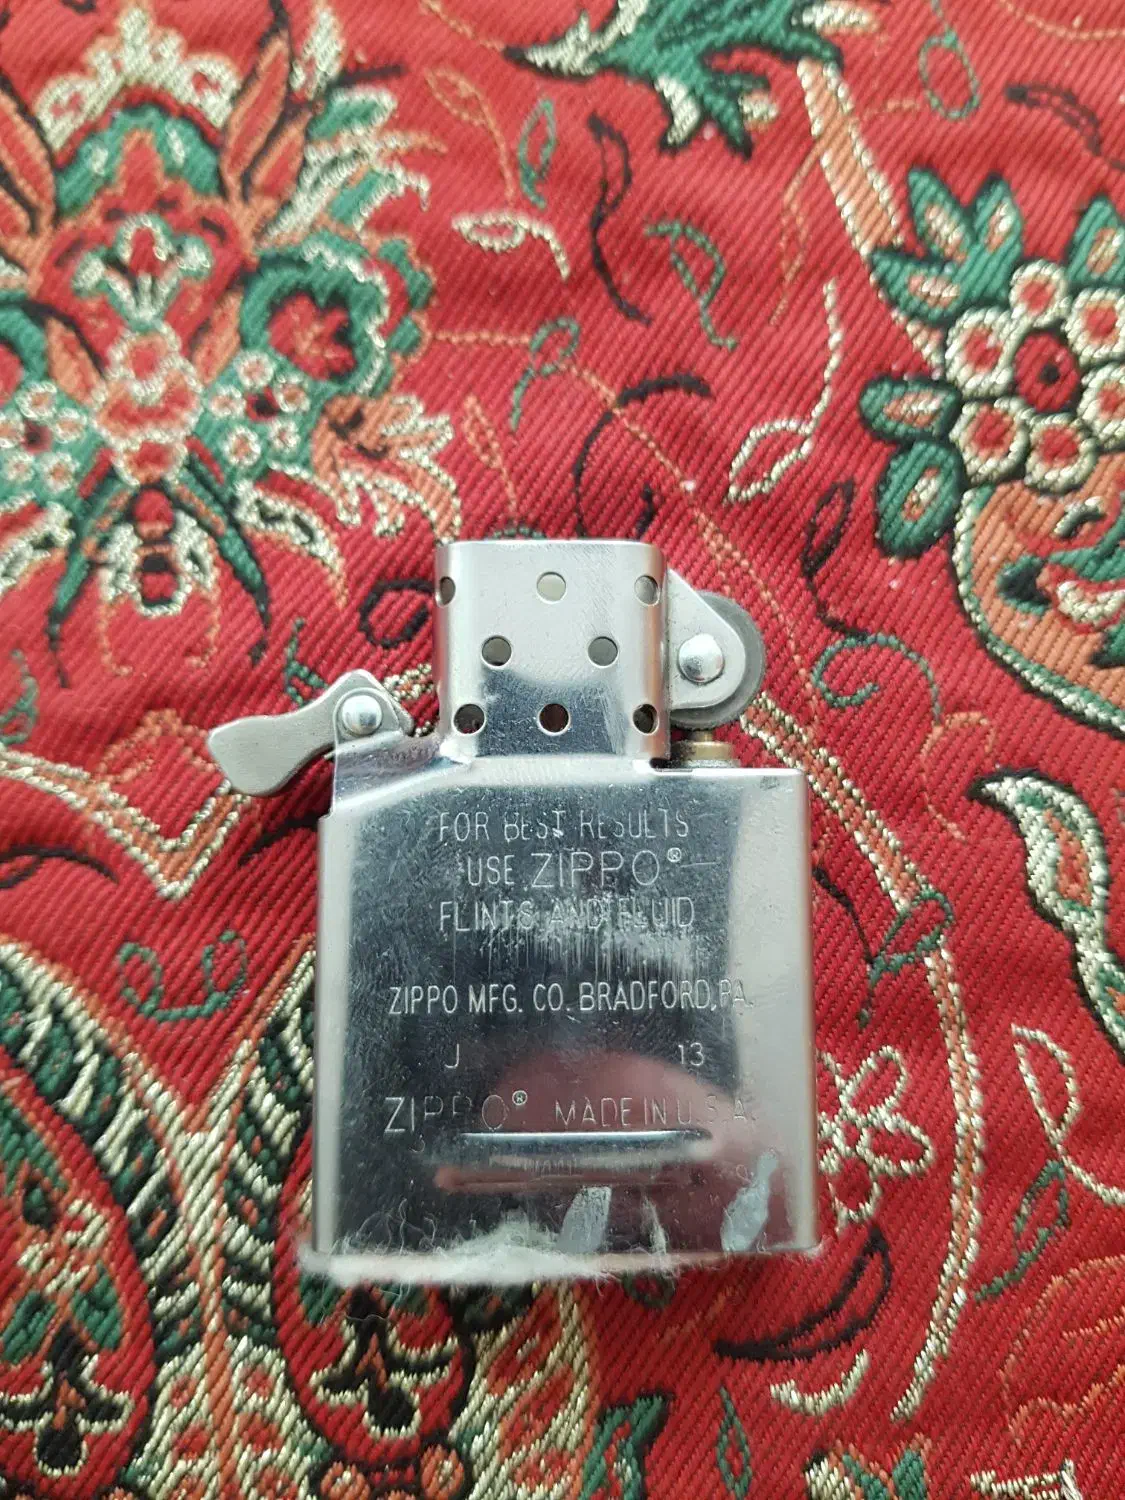 FOR BEST RESULTS
USE ZIPPO®
FLINTS AND FLUID
ZIPPO MFG. CO. BRADFORD, PA.
J 13
ZIPPO® MADE IN U.S.A.